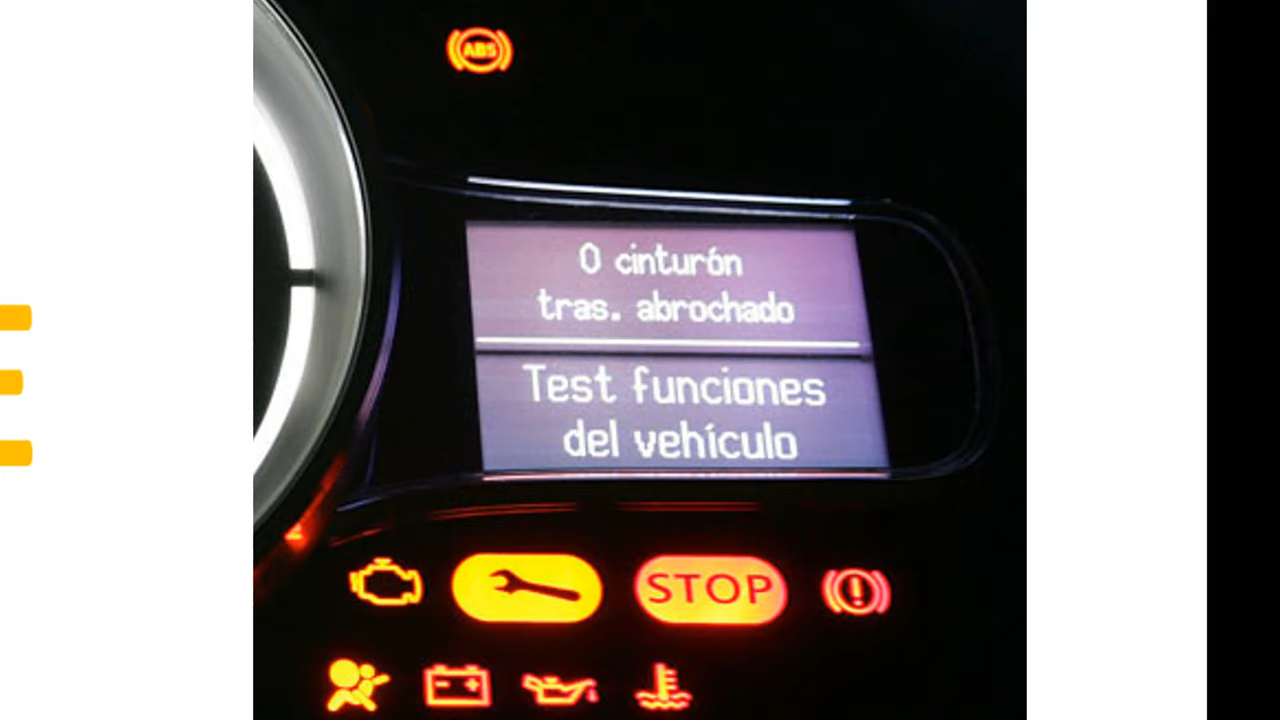 ABS
0 cinturón
tras. abrochado
Test funciones
del vehículo
STOP